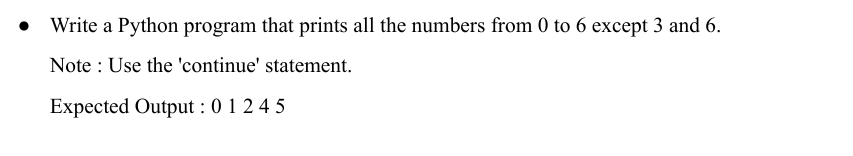 ● Write a Python program that prints all the numbers from 0 to 6 except 3 and 6.
Note : Use the 'continue' statement.
Expected Output : 0 1 2 4 5